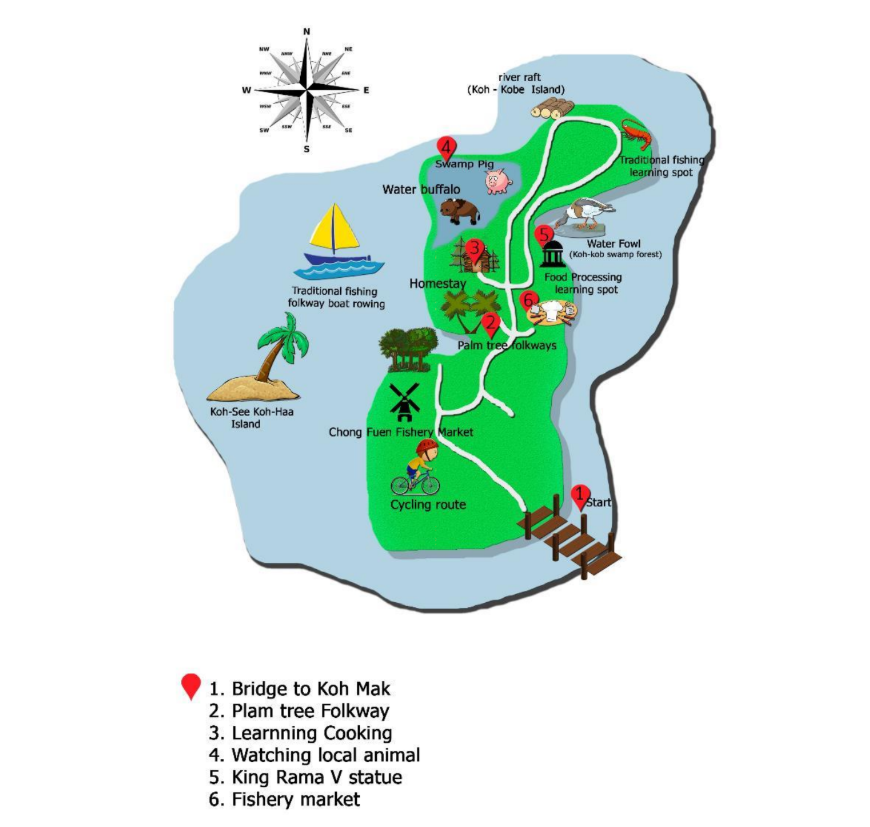 N
NW
NNW
NNE
NE
WNW
ENE
W
E
WSW
ESE
SW
SSW
SSE
SE
S
river raft
(Koh - Kobe Island)
4
Swamp Pig
Traditional fishing
learning spot
Water buffalo
5
Water Fowl
(Koh-kob swamp forest)
3
Homestay
Food Processing
learning spot
Traditional fishing
folkway boat rowing
6
2
Palm tree folkways
Koh-See Koh-Haa
Island
Chong Fuen Fishery Market
Cycling route
1
Start
1. Bridge to Koh Mak
2. Plam tree Folkway
3. Learnning Cooking
4. Watching local animal
5. King Rama V statue
6. Fishery market